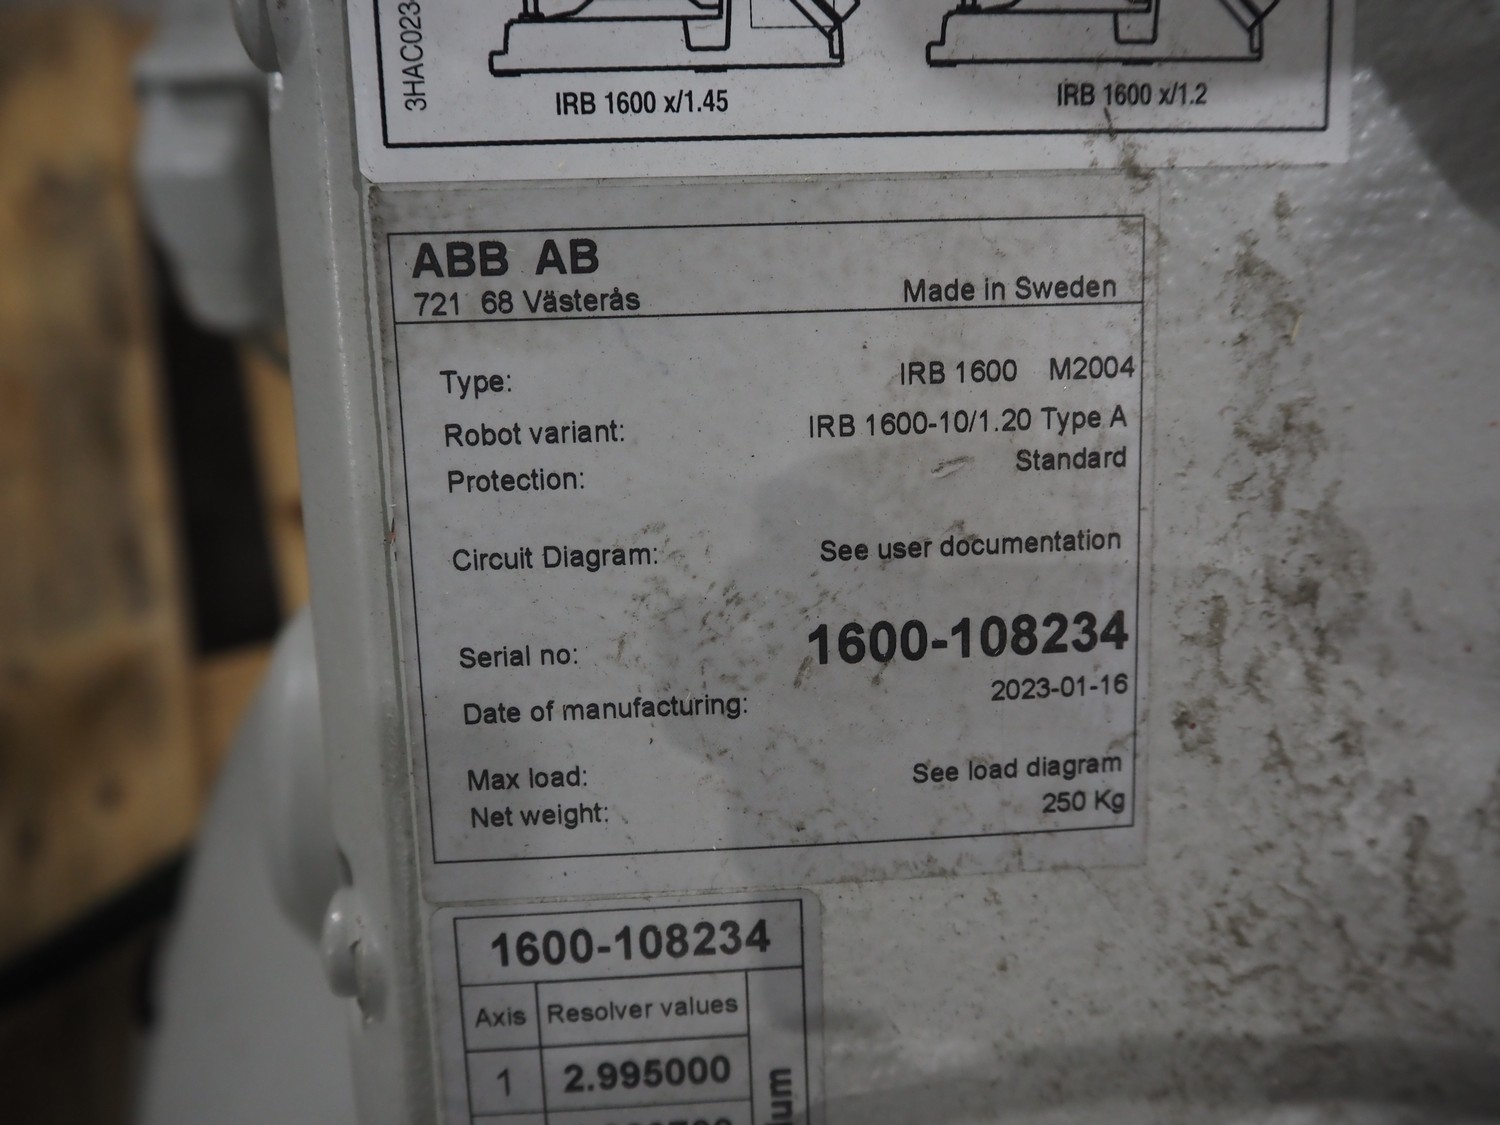 3HAC023
IRB 1600 x/1.45
IRB 1600 x/1.2
ABB AB
721 68 Västerås
Made in Sweden
Type: IRB 1600 M2004
Robot variant: IRB 1600-10/1.20 Type A
Protection: Standard
Circuit Diagram: See user documentation
Serial no: 1600-108234
Date of manufacturing: 2023-01-16
Max load: See load diagram
Net weight: 250 Kg
1600-108234
Axis Resolver values
1 2.995000